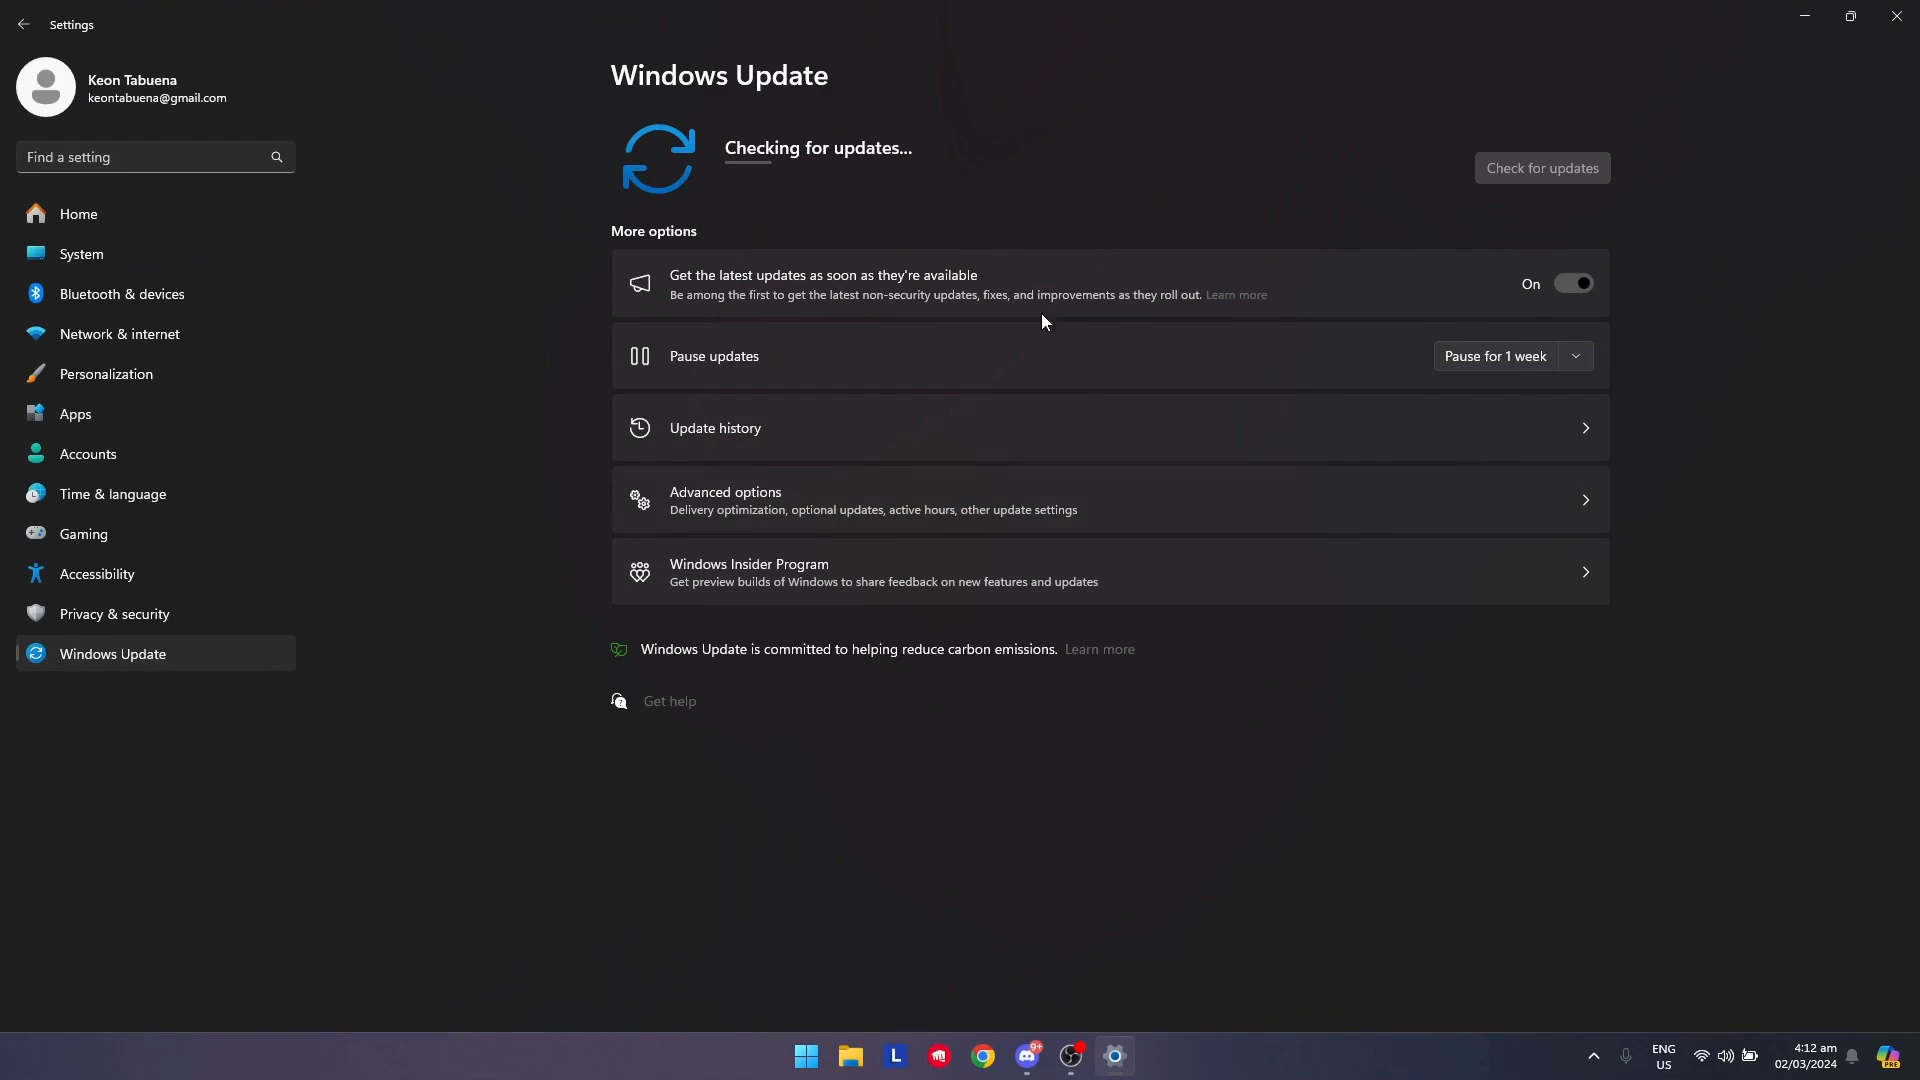 Settings
Keon Tabuena
keontabuena@gmail.com
Find a setting
Home
System
Bluetooth & devices
Network & internet
Personalization
Apps
Accounts
Time & language
Gaming
Accessibility
Privacy & security
Windows Update
Windows Update
Checking for updates...
Check for updates
More options
Get the latest updates as soon as they're available
Be among the first to get the latest non-security updates, fixes, and improvements as they roll out. Learn more
On
Pause updates
Pause for 1 week
Update history
Advanced options
Delivery optimization, optional updates, active hours, other update settings
Windows Insider Program
Get preview builds of Windows to share feedback on new features and updates
Windows Update is committed to helping reduce carbon emissions. Learn more
Get help
L
9+
ENG
US
4:12 am
02/03/2024
PRE